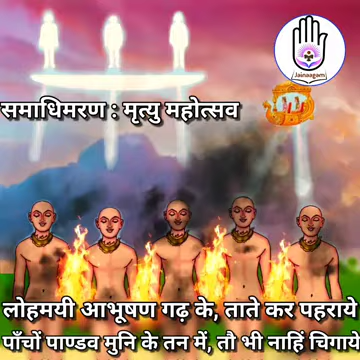 Jainaagam
समाधिमरण : मृत्यु महोत्सव
लोहमयी आभूषण गढ़ के, ताते कर पहराये
पाँचों पाण्डव मुनि के तन में, तौ भी नाहिं चिगाये